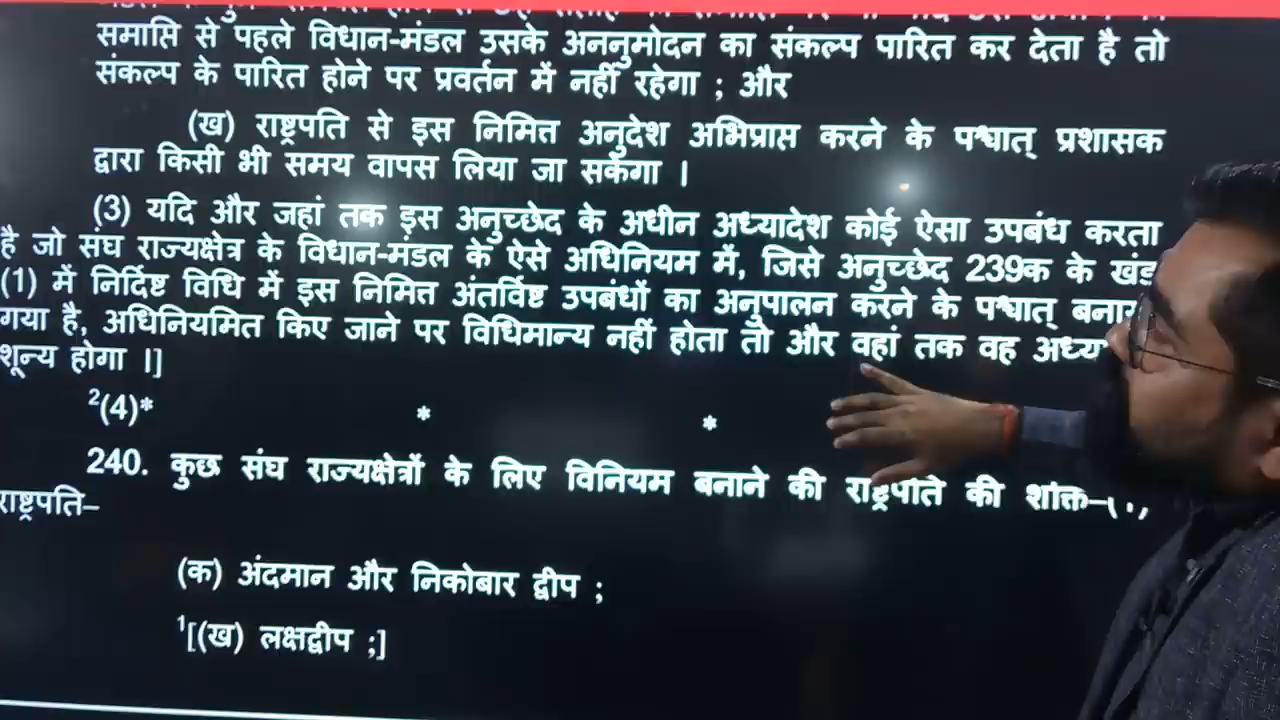 समाप्ति से पहले विधान-मंडल उसके अननुमोदन का संकल्प पारित कर देता है तो
संकल्प के पारित होने पर प्रवर्तन में नहीं रहेगा ; और
(ख) राष्ट्रपति से इस निमित्त अनुदेश अभिप्राप्त करने के पश्चात् प्रशासक
द्वारा किसी भी समय वापस लिया जा सकेगा ।
(3) यदि और जहां तक इस अनुच्छेद के अधीन अध्यादेश कोई ऐसा उपबंध करता
है जो संघ राज्यक्षेत्र के विधान-मंडल के ऐसे अधिनियम में, जिसे अनुच्छेद 239क के खंड
(1) में निर्दिष्ट विधि में इस निमित्त अंतर्विष्ट उपबंधों का अनुपालन करने के पश्चात्
गया है, अधिनियमित किए जाने पर विधिमान्य नहीं होता तो और वहां तक वह
शून्य होगा ।]
²(4)* * *
240. कुछ संघ राज्यक्षेत्रों के लिए विनियम बनाने की राष्ट्रपति की शक्ति–
राष्ट्रपति–
(क) अंदमान और निकोबार द्वीप ;
¹[(ख) लक्षद्वीप ;]